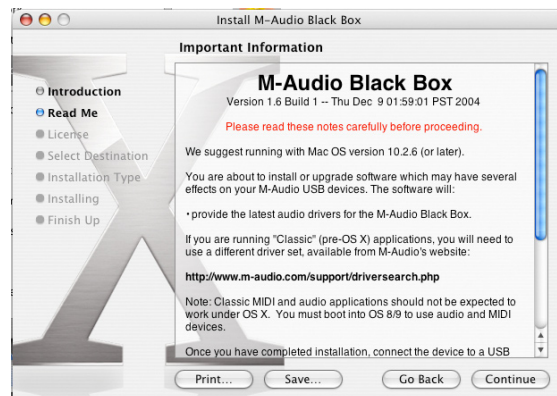 Install M-Audio Black Box
Important Information
Introduction
Read Me
License
Select Destination
Installation Type
Installing
Finish Up
M-Audio Black Box
Version 1.6 Build 1 -- Thu Dec 9 01:59:01 PST 2004
Please read these notes carefully before proceeding.
We suggest running with Mac OS version 10.2.6 (or later).
You are about to install or upgrade software which may have several
effects on your M-Audio USB devices. The software will:
•provide the latest audio drivers for the M-Audio Black Box.
If you are running "Classic" (pre-OS X) applications, you will need to
use a different driver set, available from M-Audio's website:
http://www.m-audio.com/support/driversearch.php
Note: Classic MIDI and audio applications should not be expected to
work under OS X. You must boot into OS 8/9 to use audio and MIDI
devices.
Once you have completed installation, connect the device to a USB
Print...
Save...
Go Back
Continue